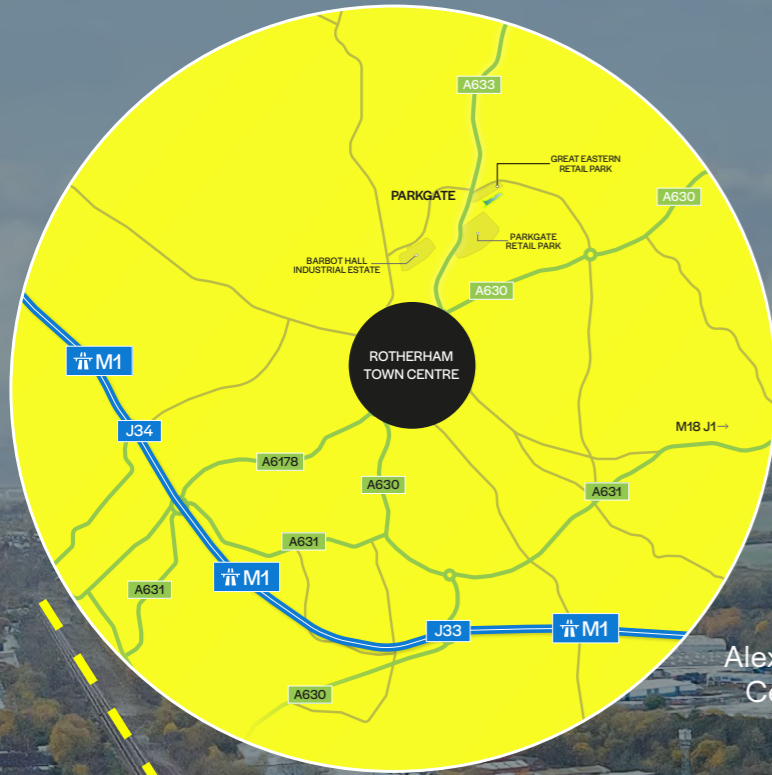 A633
GREAT EASTERN
RETAIL PARK
PARKGATE
A630
PARKGATE
RETAIL PARK
BARBOT HALL
INDUSTRIAL ESTATE
A630
ROTHERHAM
TOWN CENTRE
M1
J34
M18 J1→
A6178
A630
A631
A631
M1
A631
J33
M1
A630